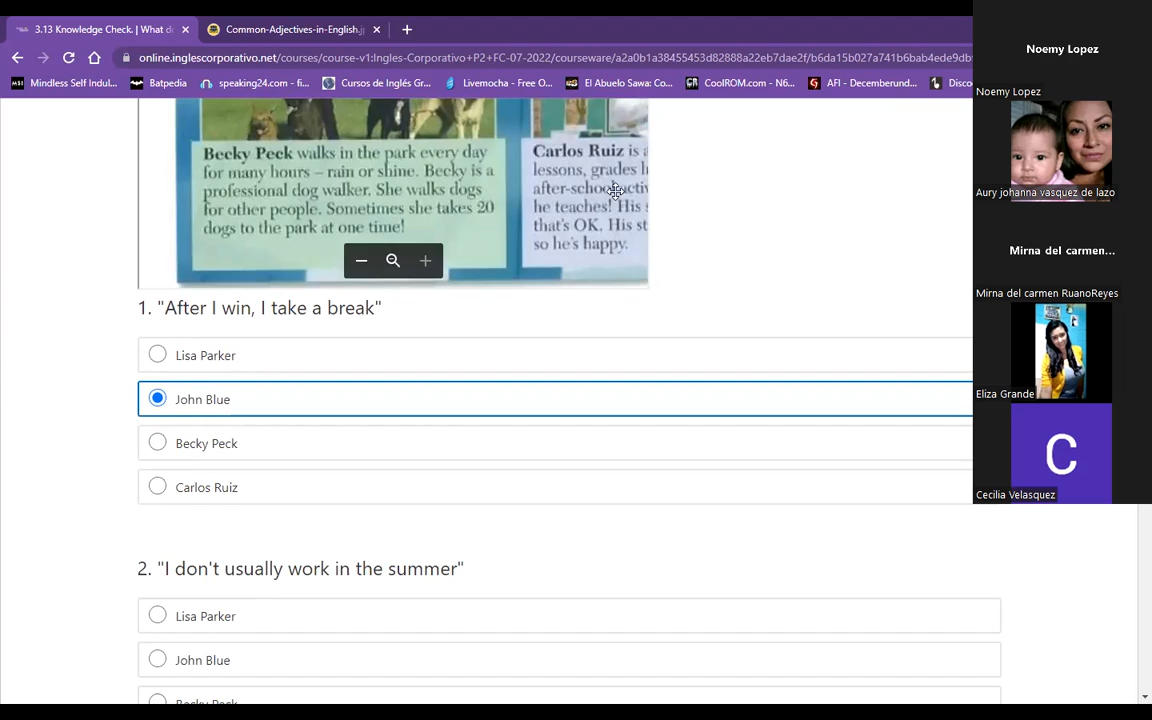 3.13 Knowledge Check. | What d
Common-Adjectives-in-English.j
online.inglescorporativo.net/courses/course-v1:Ingles-Corporativo+P2+FC-07-2022/courseware/a2a0b1a38455453d82888a22eb7dae2f/b6da15b027a741b6bab4ede9db
Mindless Self Indul...
Batpedia
speaking24.com - fi...
Cursos de Inglés Gr...
Livemocha - Free O...
El Abuelo Sawa: Co...
CoolROM.com - N6...
AFI - Decemberund...
Disco
Becky Peck walks in the park every day
for many hours – rain or shine. Becky is a
professional dog walker. She walks dogs
for other people. Sometimes she takes 20
dogs to the park at one time!
Carlos Ruiz is a
lessons, grades h
after-school activ
he teaches! His s
that's OK. His st
so he's happy.
1. "After I win, I take a break"
Lisa Parker
John Blue
Becky Peck
Carlos Ruiz
2. "I don't usually work in the summer"
Lisa Parker
John Blue
Becky Peck
Noemy Lopez
Noemy Lopez
Aury johanna vasquez de lazo
Mirna del carmen...
Mirna del carmen RuanoReyes
Eliza Grande
C
Cecilia Velasquez